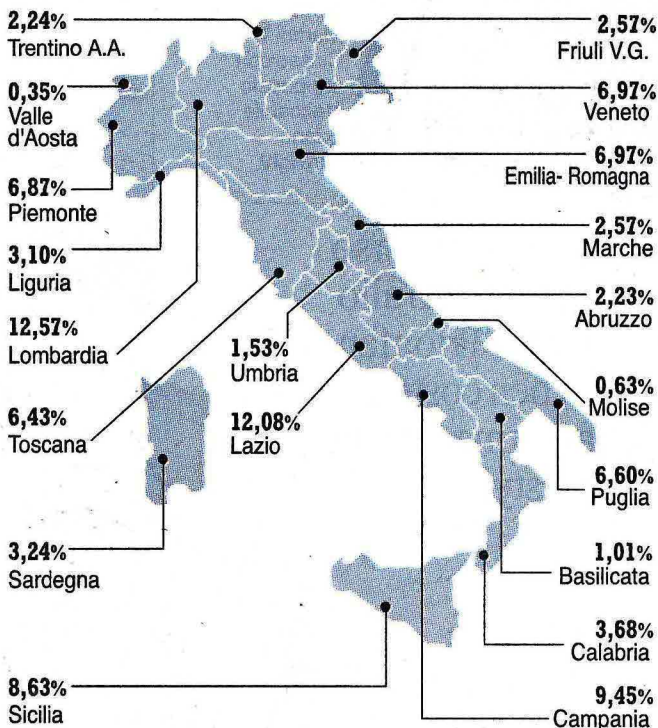 2,24%
Trentino A.A.
0,35%
Valle
d'Aosta
6,87%
Piemonte
3,10%
Liguria
12,57%
Lombardia
6,43%
Toscana
3,24%
Sardegna
8,63%
Sicilia
1,53%
Umbria
12,08%
Lazio
2,57%
Friuli V.G.
6,97%
Veneto
6,97%
Emilia- Romagna
2,57%
Marche
2,23%
Abruzzo
0,63%
Molise
6,60%
Puglia
1,01%
Basilicata
3,68%
Calabria
9,45%
Campania